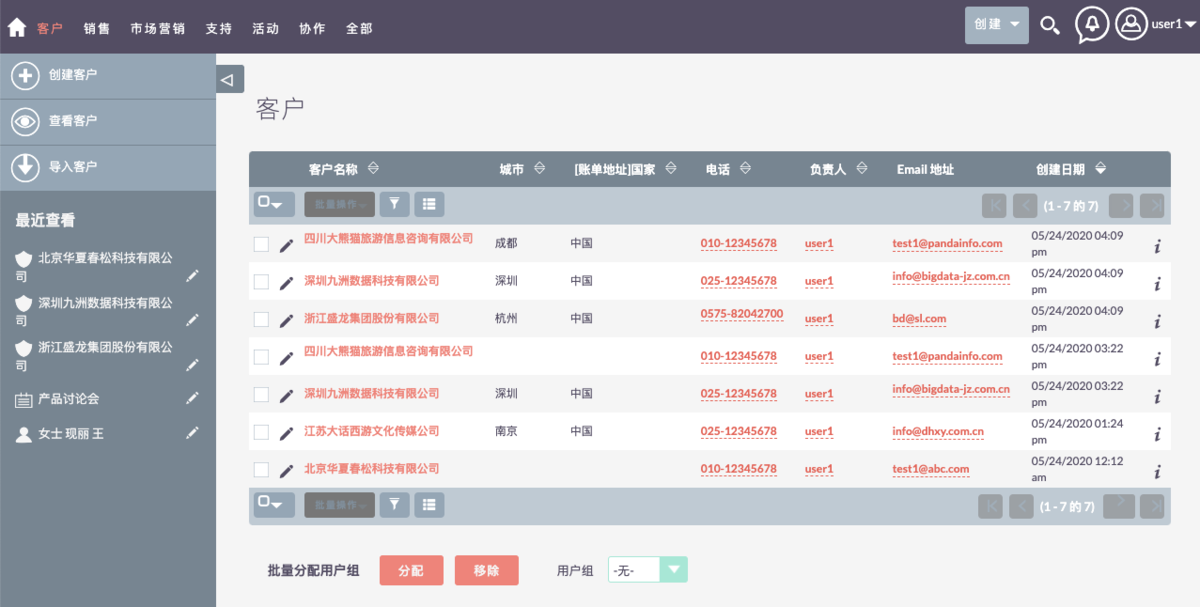 客户 销售 市场营销 支持 活动 协作 全部 创建 user1
创建客户
查看客户
导入客户
最近查看
北京华夏春松科技有限公
司
深圳九洲数据科技有限公
司
浙江盛龙集团股份有限公
司
产品讨论会
女士 现丽 王
客户
客户名称 城市 [账单地址]国家 电话 负责人 Email 地址 创建日期
批量操作 (1 - 7 的 7)
四川大熊猫旅游信息咨询有限公司 成都 中国 010-12345678 user1 test1@pandainfo.com 05/24/2020 04:09
pm
深圳九洲数据科技有限公司 深圳 中国 025-12345678 user1 info@bigdata-jz.com.cn 05/24/2020 04:09
pm
浙江盛龙集团股份有限公司 杭州 中国 0575-82042700 user1 bd@sl.com 05/24/2020 04:09
pm
四川大熊猫旅游信息咨询有限公司 010-12345678 user1 test1@pandainfo.com 05/24/2020 03:22
pm
深圳九洲数据科技有限公司 深圳 中国 025-12345678 user1 info@bigdata-jz.com.cn 05/24/2020 03:22
pm
江苏大话西游文化传媒公司 南京 中国 025-12345678 user1 info@dhxy.com.cn 05/24/2020 01:24
pm
北京华夏春松科技有限公司 010-12345678 user1 test1@abc.com 05/24/2020 12:12
am
批量操作 (1 - 7 的 7)
批量分配用户组 分配 移除 用户组 -无-